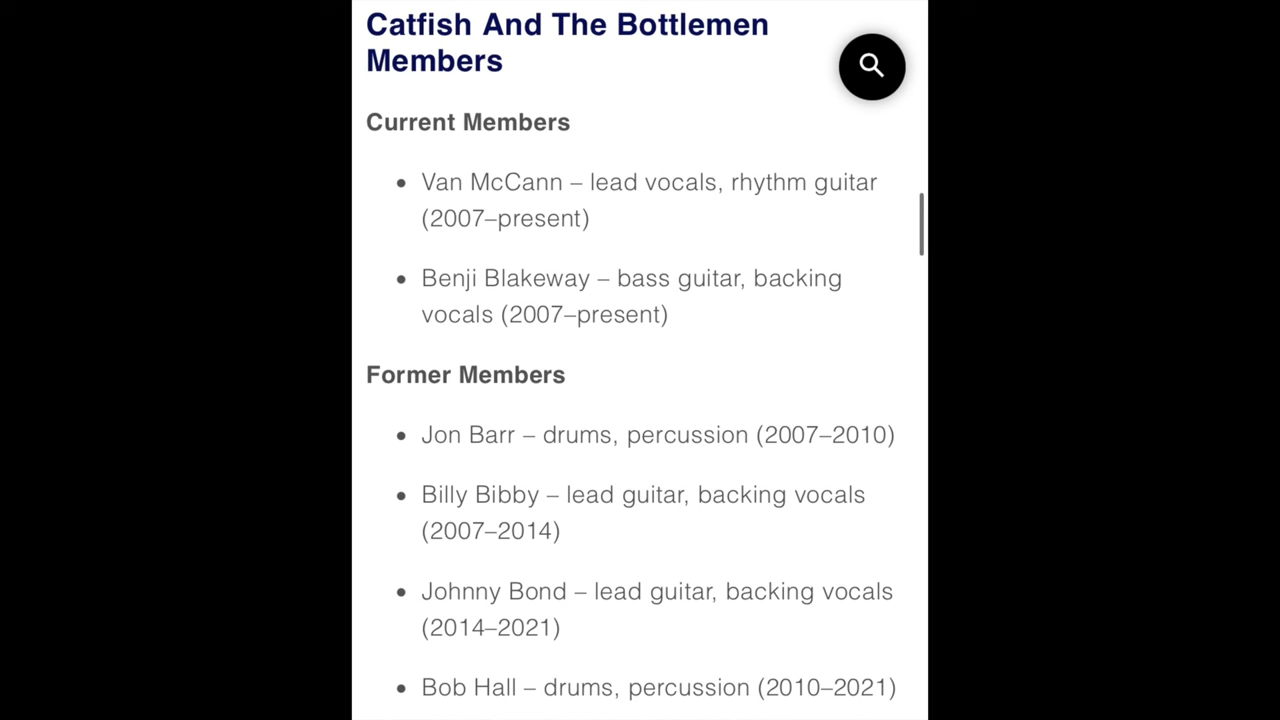 Catfish And The Bottlemen
Members
Current Members
• Van McCann – lead vocals, rhythm guitar
(2007–present)
• Benji Blakeway – bass guitar, backing
vocals (2007–present)
Former Members
• Jon Barr – drums, percussion (2007–2010)
• Billy Bibby – lead guitar, backing vocals
(2007–2014)
• Johnny Bond – lead guitar, backing vocals
(2014–2021)
• Bob Hall – drums, percussion (2010–2021)